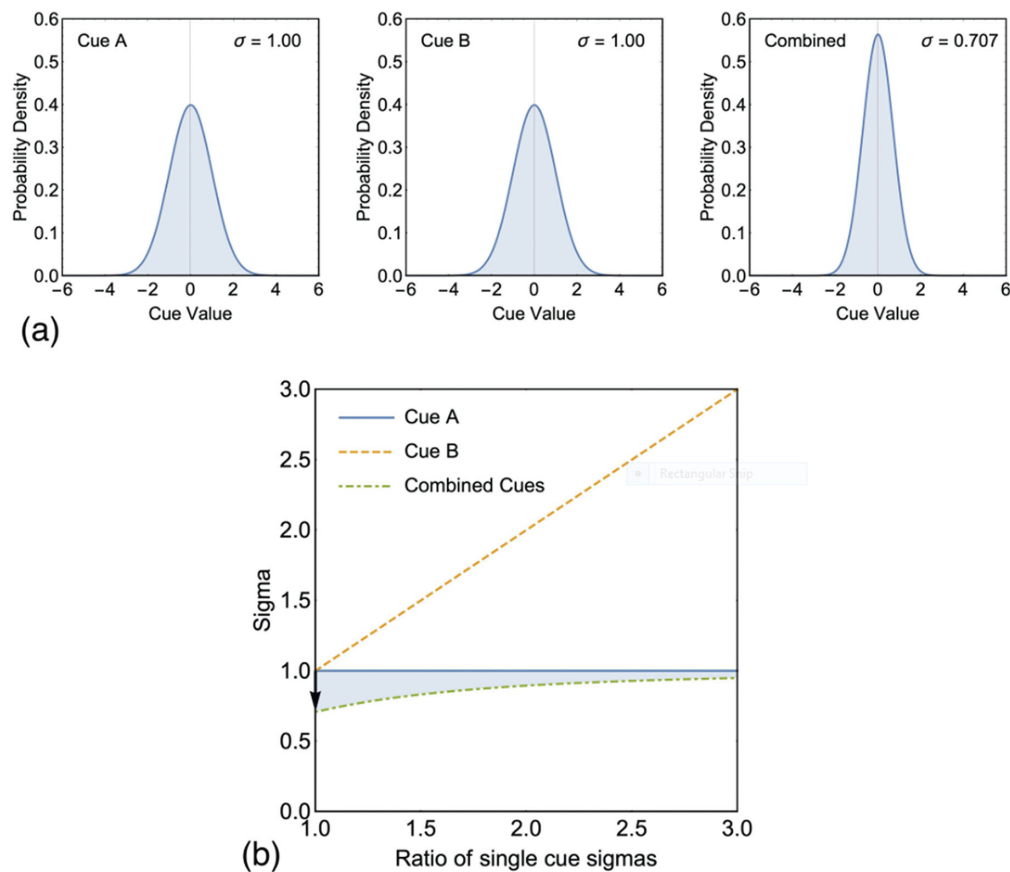 Cue A
σ = 1.00
Probability Density
0.6
0.5
0.4
0.3
0.2
0.1
0.0
−6 −4 −2 0 2 4 6
Cue Value
Cue B
σ = 1.00
Probability Density
0.6
0.5
0.4
0.3
0.2
0.1
0.0
−6 −4 −2 0 2 4 6
Cue Value
Combined
σ = 0.707
Probability Density
0.6
0.5
0.4
0.3
0.2
0.1
0.0
−6 −4 −2 0 2 4 6
Cue Value
(a)
Cue A
Cue B
Combined Cues
Rectangular Snip
Sigma
3.0
2.5
2.0
1.5
1.0
0.5
0.0
1.0 1.5 2.0 2.5 3.0
Ratio of single cue sigmas
(b)